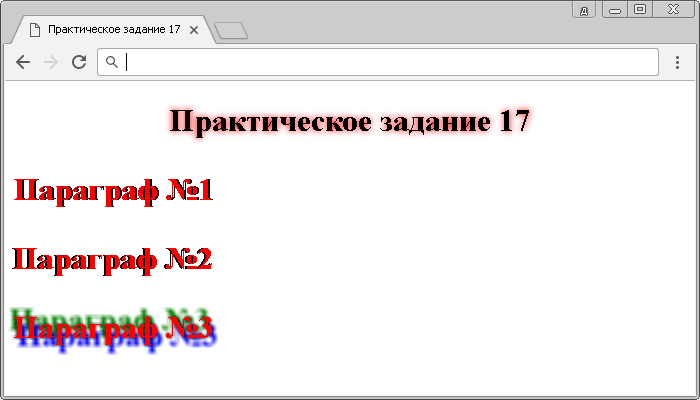 д
Практическое задание 17
Практическое задание 17
Параграф №1
Параграф №2
Параграф №3